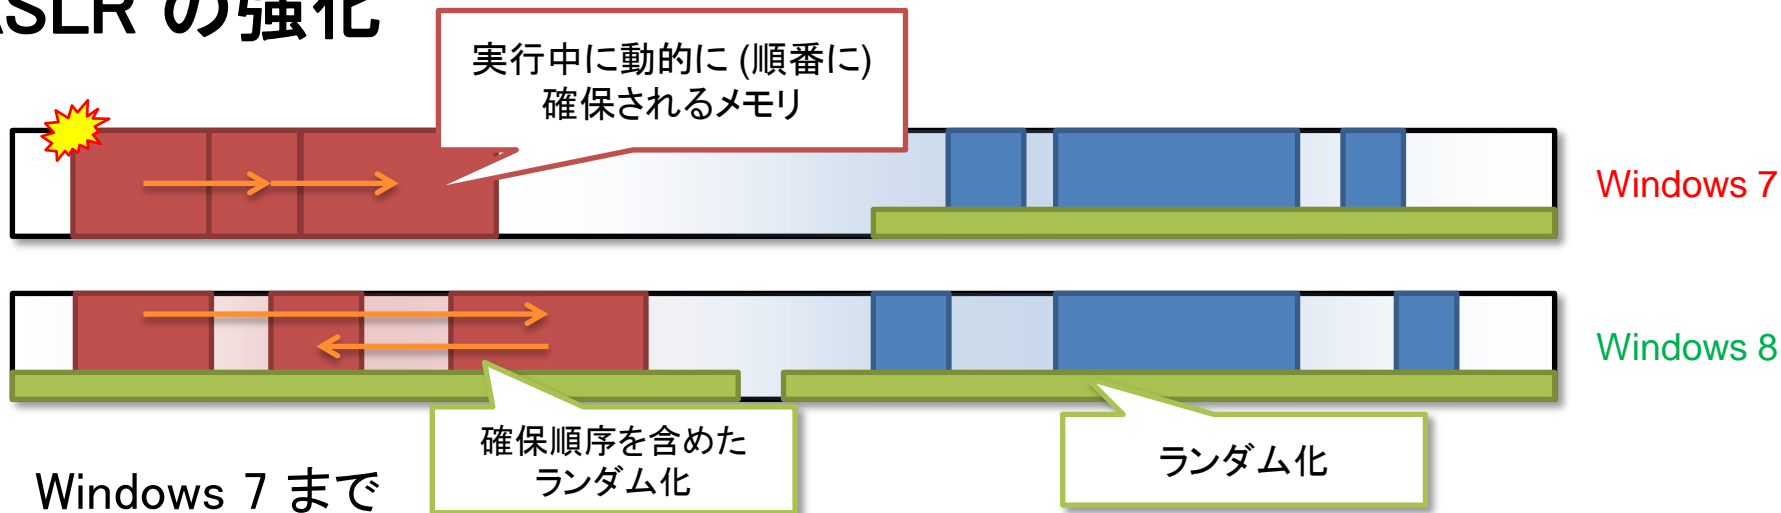 ASLR の強化
実行中に動的に (順番に)
確保されるメモリ
Windows 7
Windows 8
確保順序を含めた
ランダム化
ランダム化
Windows 7 まで